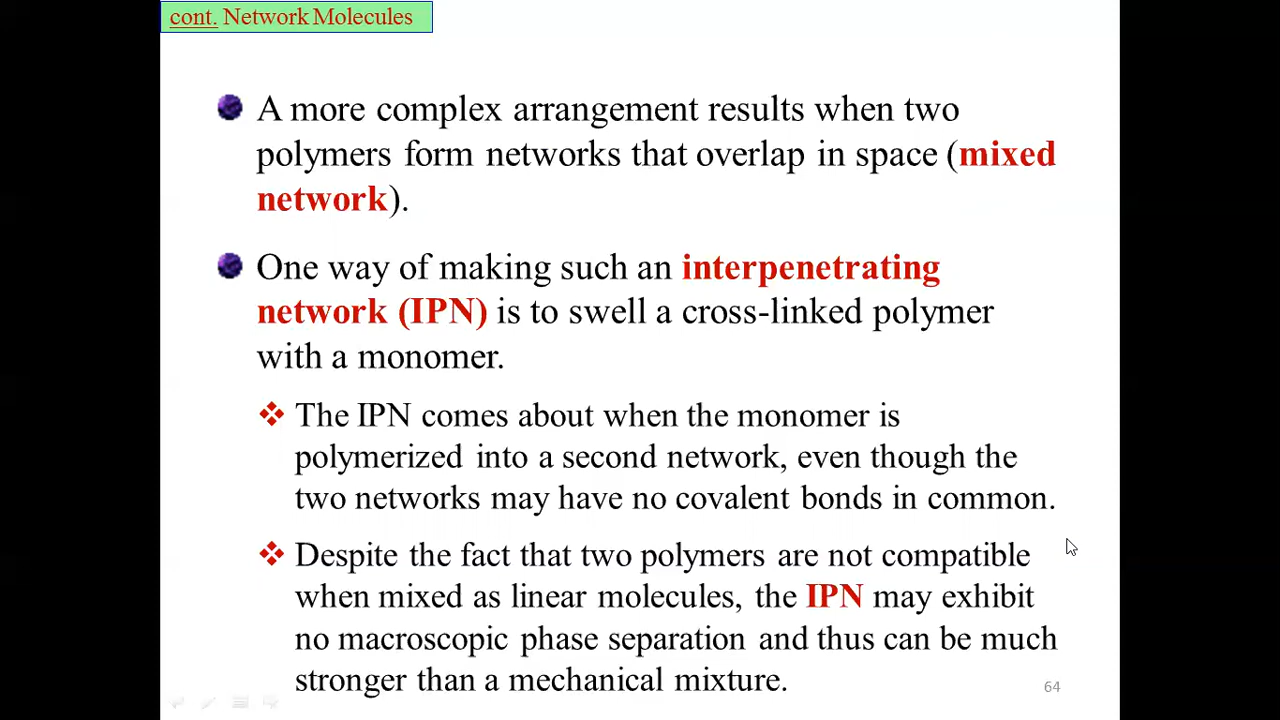 cont. Network Molecules
A more complex arrangement results when two
polymers form networks that overlap in space (mixed
network).
One way of making such an interpenetrating
network (IPN) is to swell a cross-linked polymer
with a monomer.
The IPN comes about when the monomer is
polymerized into a second network, even though the
two networks may have no covalent bonds in common.
Despite the fact that two polymers are not compatible
when mixed as linear molecules, the IPN may exhibit
no macroscopic phase separation and thus can be much
stronger than a mechanical mixture.
64